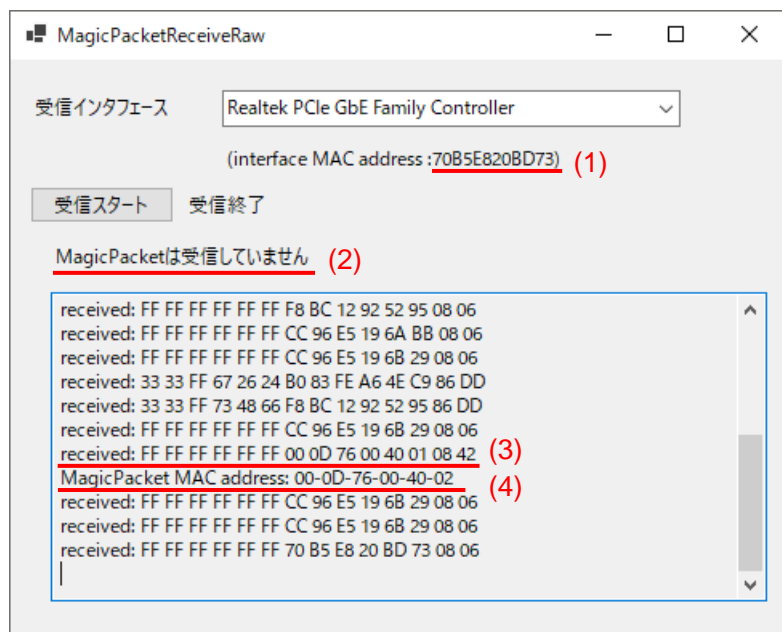 MagicPacketReceiveRaw
受信インタフェース
Realtek PCIe GbE Family Controller
(interface MAC address :70B5E820BD73) (1)
受信スタート 受信終了
MagicPacketは受信していません (2)
received: FF FF FF FF FF FF F8 BC 12 92 52 95 08 06
received: FF FF FF FF FF FF CC 96 E5 19 6A BB 08 06
received: FF FF FF FF FF FF CC 96 E5 19 6B 29 08 06
received: 33 33 FF 67 26 24 B0 83 FE A6 4E C9 86 DD
received: 33 33 FF 73 48 66 F8 BC 12 92 52 95 86 DD
received: FF FF FF FF FF FF CC 96 E5 19 6B 29 08 06
received: FF FF FF FF FF FF 00 0D 76 00 40 01 08 42 (3)
MagicPacket MAC address: 00-0D-76-00-40-02 (4)
received: FF FF FF FF FF FF CC 96 E5 19 6B 29 08 06
received: FF FF FF FF FF FF CC 96 E5 19 6B 29 08 06
received: FF FF FF FF FF FF 70 B5 E8 20 BD 73 08 06